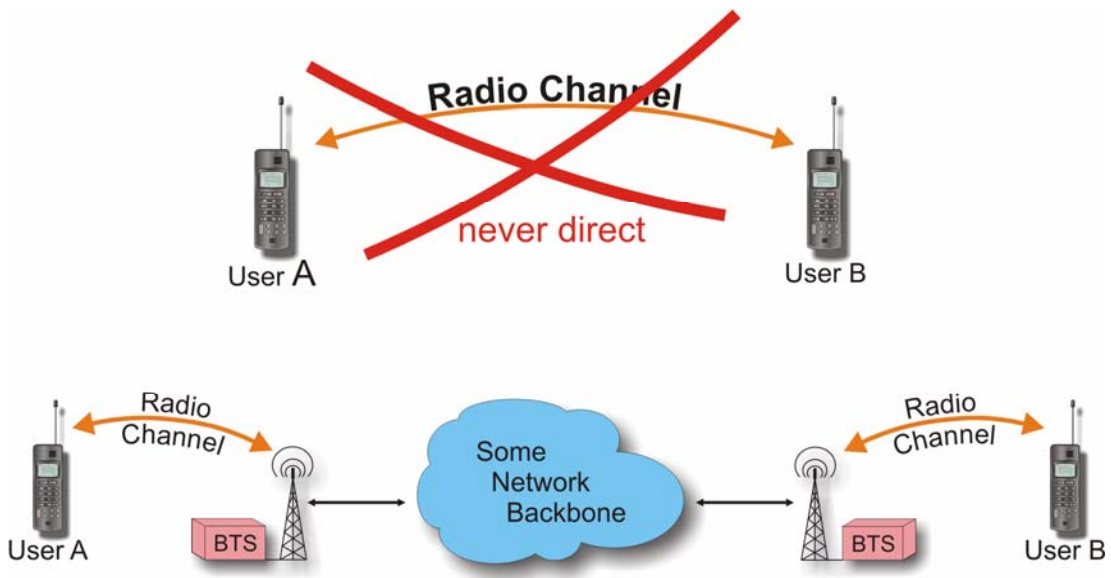 Radio Channel
never direct
User A
User B
Radio
Channel
Radio
Channel
Some
Network
Backbone
BTS
BTS
User A
User B